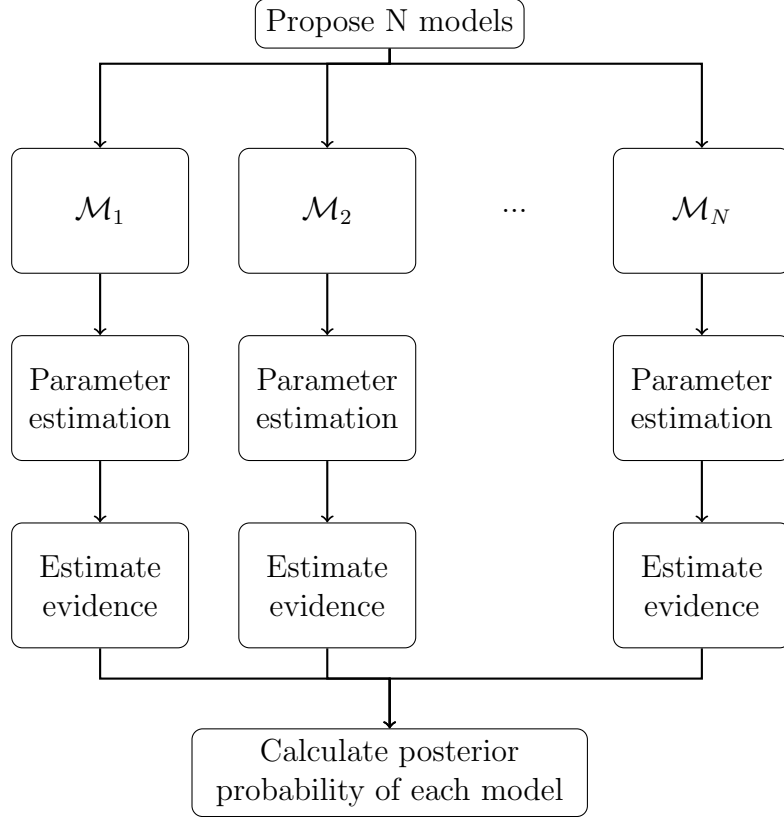 Propose N models
ℳ₁
ℳ₂
...
ℳ_N
Parameter
estimation
Parameter
estimation
Parameter
estimation
Estimate
evidence
Estimate
evidence
Estimate
evidence
Calculate posterior
probability of each model